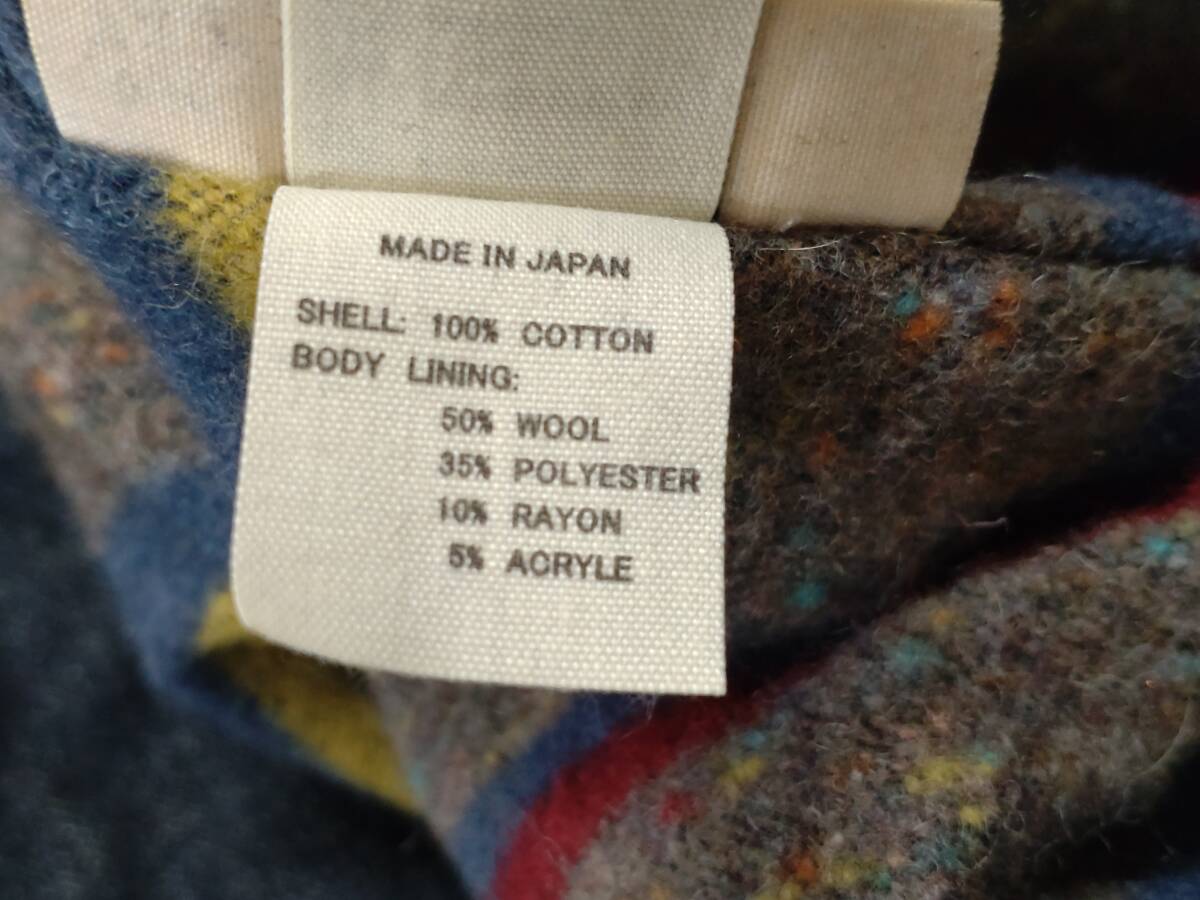 MADE IN JAPAN
SHELL: 100% COTTON
BODY LINING:
50% WOOL
35% POLYESTER
10% RAYON
5% ACRYLE